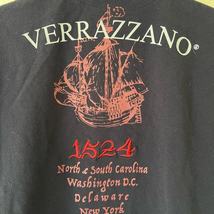 VERRAZZANO®
1524
North & South Carolina
Washington D.C.
Delaware
New York